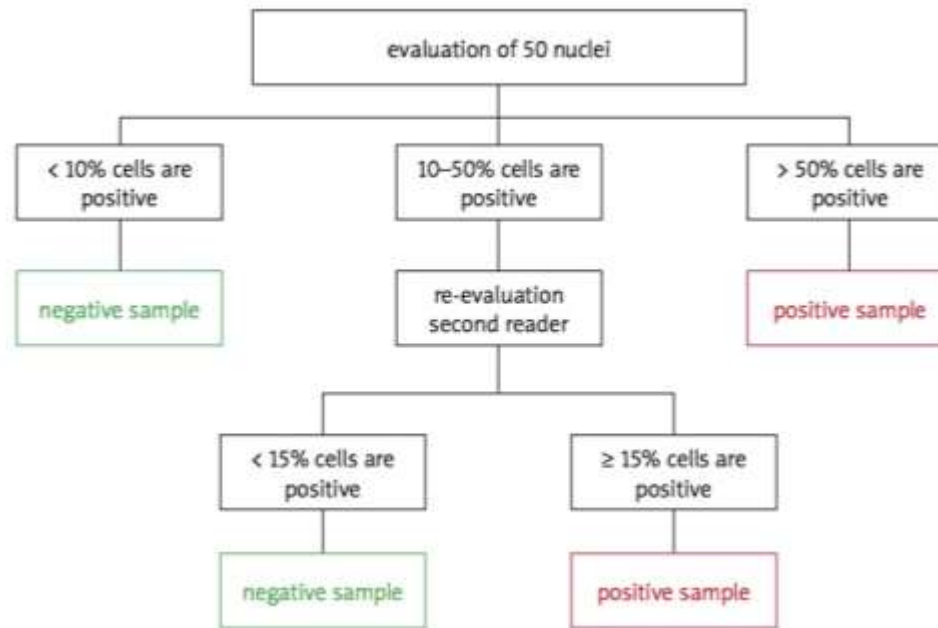 evaluation of 50 nuclei
< 10% cells are
positive
10–50% cells are
positive
> 50% cells are
positive
negative sample
re-evaluation
second reader
positive sample
< 15% cells are
positive
≥ 15% cells are
positive
negative sample
positive sample